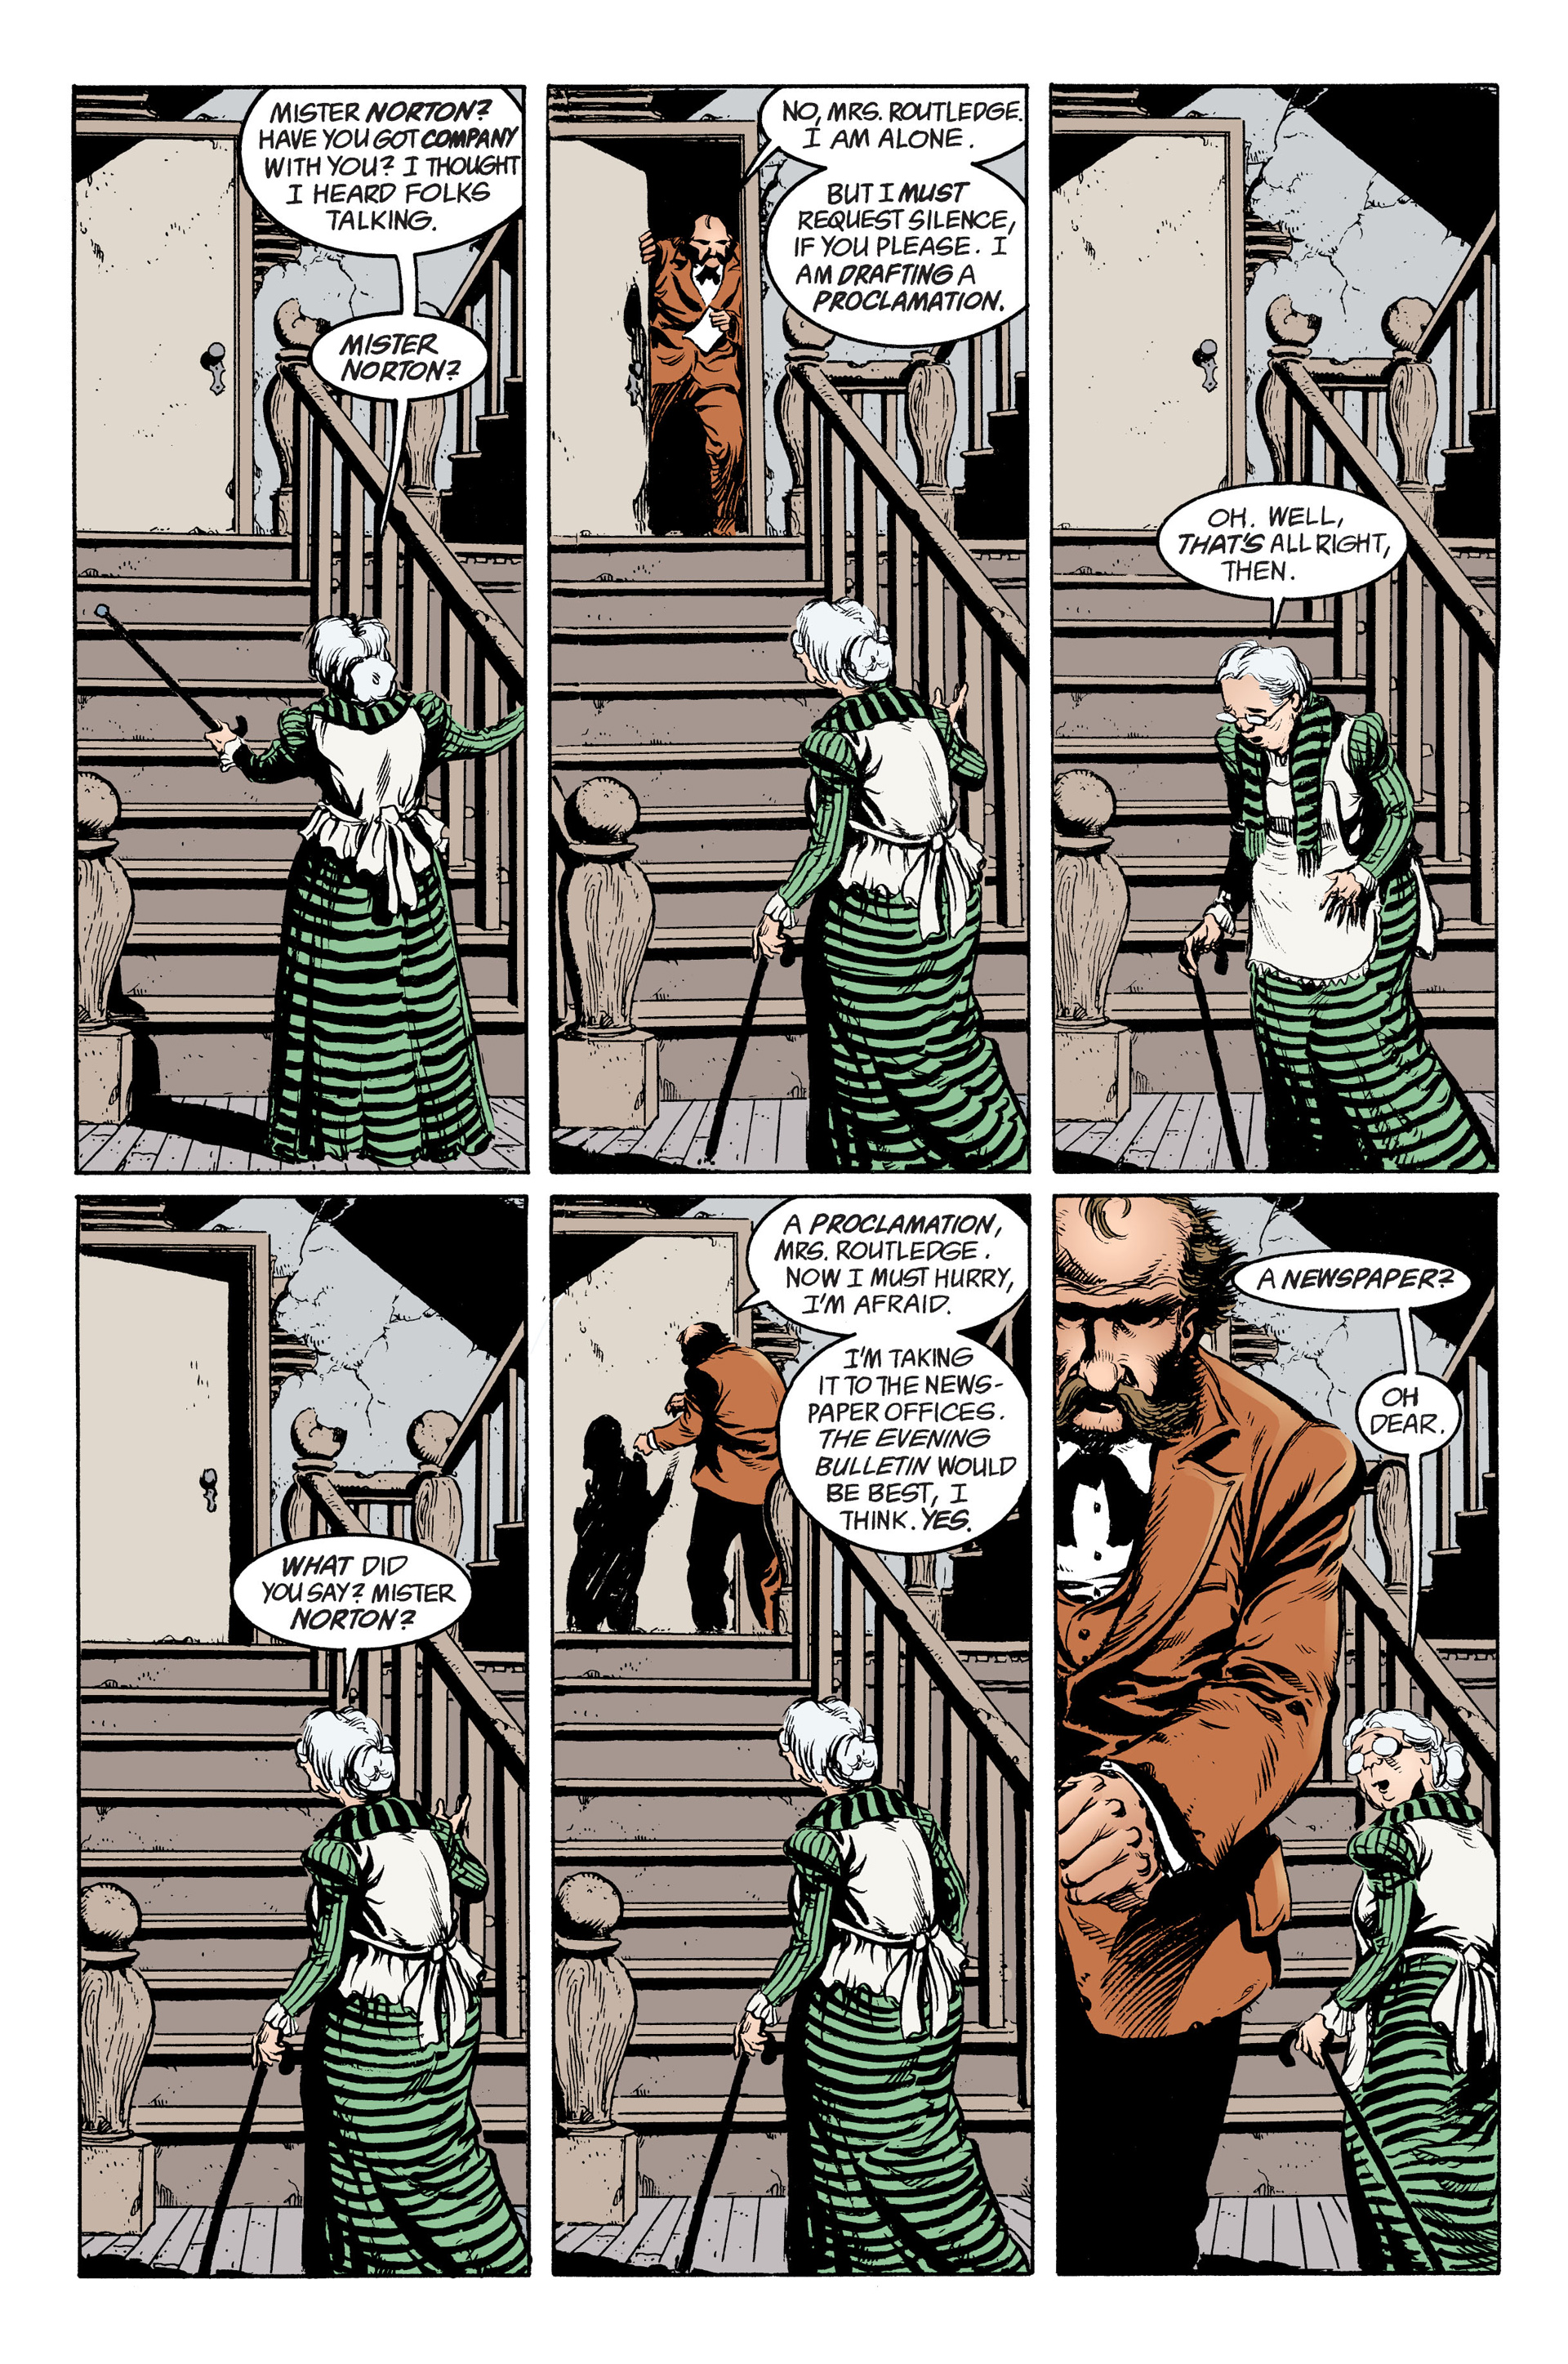 MISTER NORTON?
HAVE YOU GOT COMPANY
WITH YOU? I THOUGHT
I HEARD FOLKS
TALKING.
MISTER
NORTON?
NO, MRS. ROUTLEDGE.
I AM ALONE.
BUT I MUST
REQUEST SILENCE,
IF YOU PLEASE. I
AM DRAFTING A
PROCLAMATION.
OH. WELL,
THAT'S ALL RIGHT,
THEN.
WHAT DID
YOU SAY? MISTER
NORTON?
A PROCLAMATION,
MRS. ROUTLEDGE.
NOW I MUST HURRY,
I'M AFRAID.
I'M TAKING
IT TO THE NEWS-
PAPER OFFICES.
THE EVENING
BULLETIN WOULD
BE BEST, I
THINK. YES.
A NEWSPAPER?
OH
DEAR.